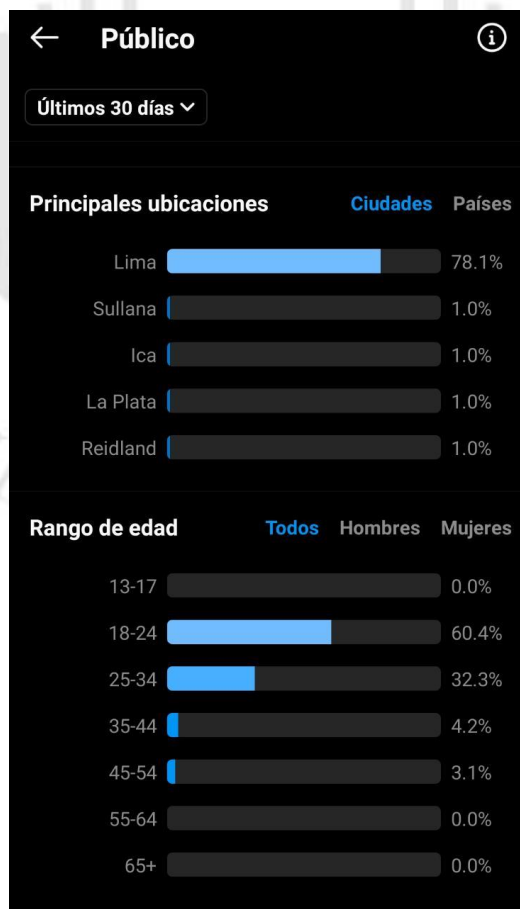 Público
Últimos 30 días
Principales ubicaciones Ciudades Países
Lima 78.1%
Sullana 1.0%
Ica 1.0%
La Plata 1.0%
Reidland 1.0%
Rango de edad Todos Hombres Mujeres
13-17 0.0%
18-24 60.4%
25-34 32.3%
35-44 4.2%
45-54 3.1%
55-64 0.0%
65+ 0.0%